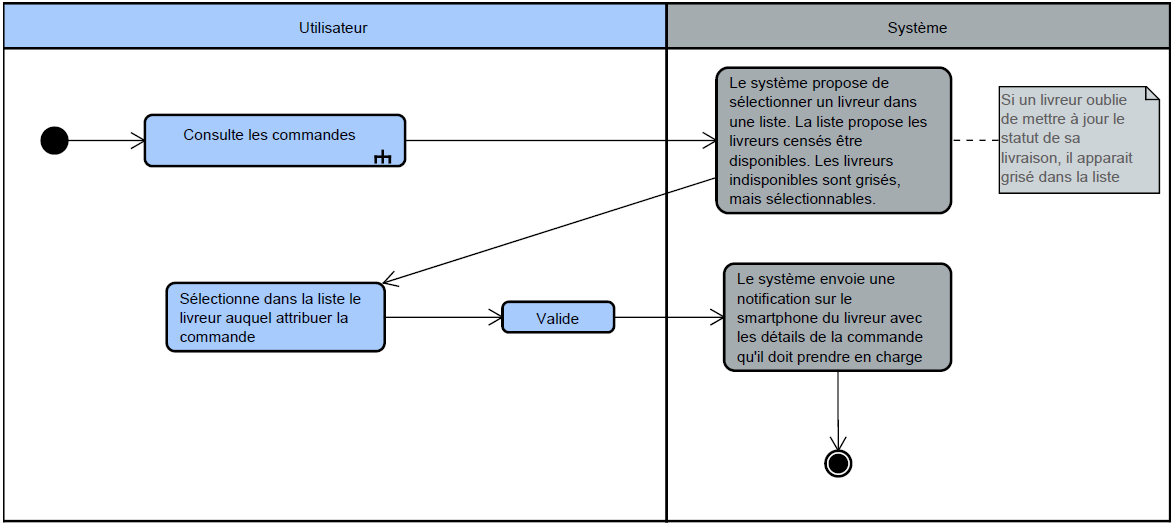 Utilisateur
Système
Consulte les commandes
Le système propose de
sélectionner un livreur dans
une liste. La liste propose les
livreurs censés être
disponibles. Les livreurs
indisponibles sont grisés,
mais sélectionnables.
Si un livreur oublie
de mettre à jour le
statut de sa
livraison, il apparait
grisé dans la liste
Sélectionne dans la liste le
livreur auquel attribuer la
commande
Valide
Le système envoie une
notification sur le
smartphone du livreur avec
les détails de la commande
qu'il doit prendre en charge